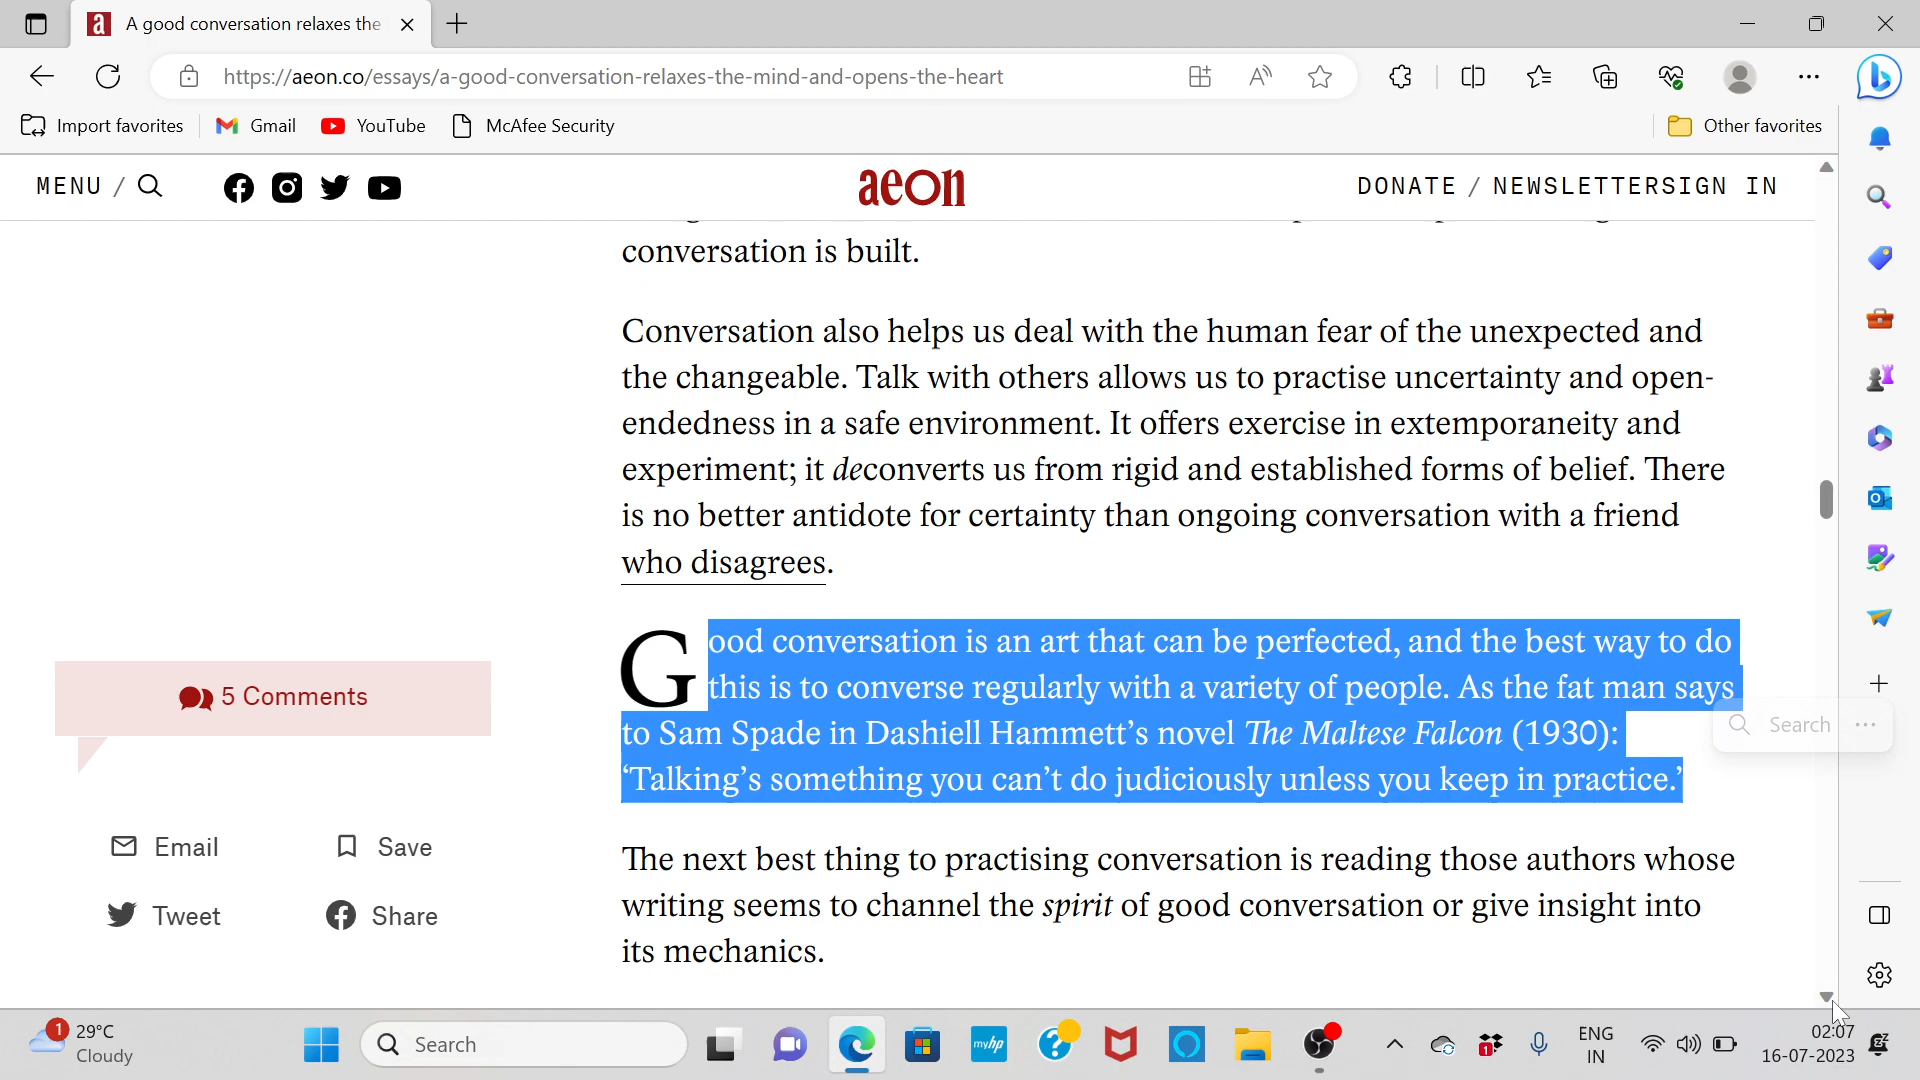 A good conversation relaxes the
https://aeon.co/essays/a-good-conversation-relaxes-the-mind-and-opens-the-heart
Import favorites
Gmail
YouTube
McAfee Security
Other favorites
MENU /
aeon
DONATE / NEWSLETTERSIGN IN
conversation is built.
Conversation also helps us deal with the human fear of the unexpected and
the changeable. Talk with others allows us to practise uncertainty and open-
endedness in a safe environment. It offers exercise in extemporaneity and
experiment; it deconverts us from rigid and established forms of belief. There
is no better antidote for certainty than ongoing conversation with a friend
who disagrees.
Good conversation is an art that can be perfected, and the best way to do
this is to converse regularly with a variety of people. As the fat man says
to Sam Spade in Dashiell Hammett’s novel The Maltese Falcon (1930):
‘Talking’s something you can’t do judiciously unless you keep in practice.’
Search
5 Comments
Email
Save
Tweet
Share
The next best thing to practising conversation is reading those authors whose
writing seems to channel the spirit of good conversation or give insight into
its mechanics.
1
29°C
Cloudy
Search
myhp
1
ENG
IN
02:07
16-07-2023